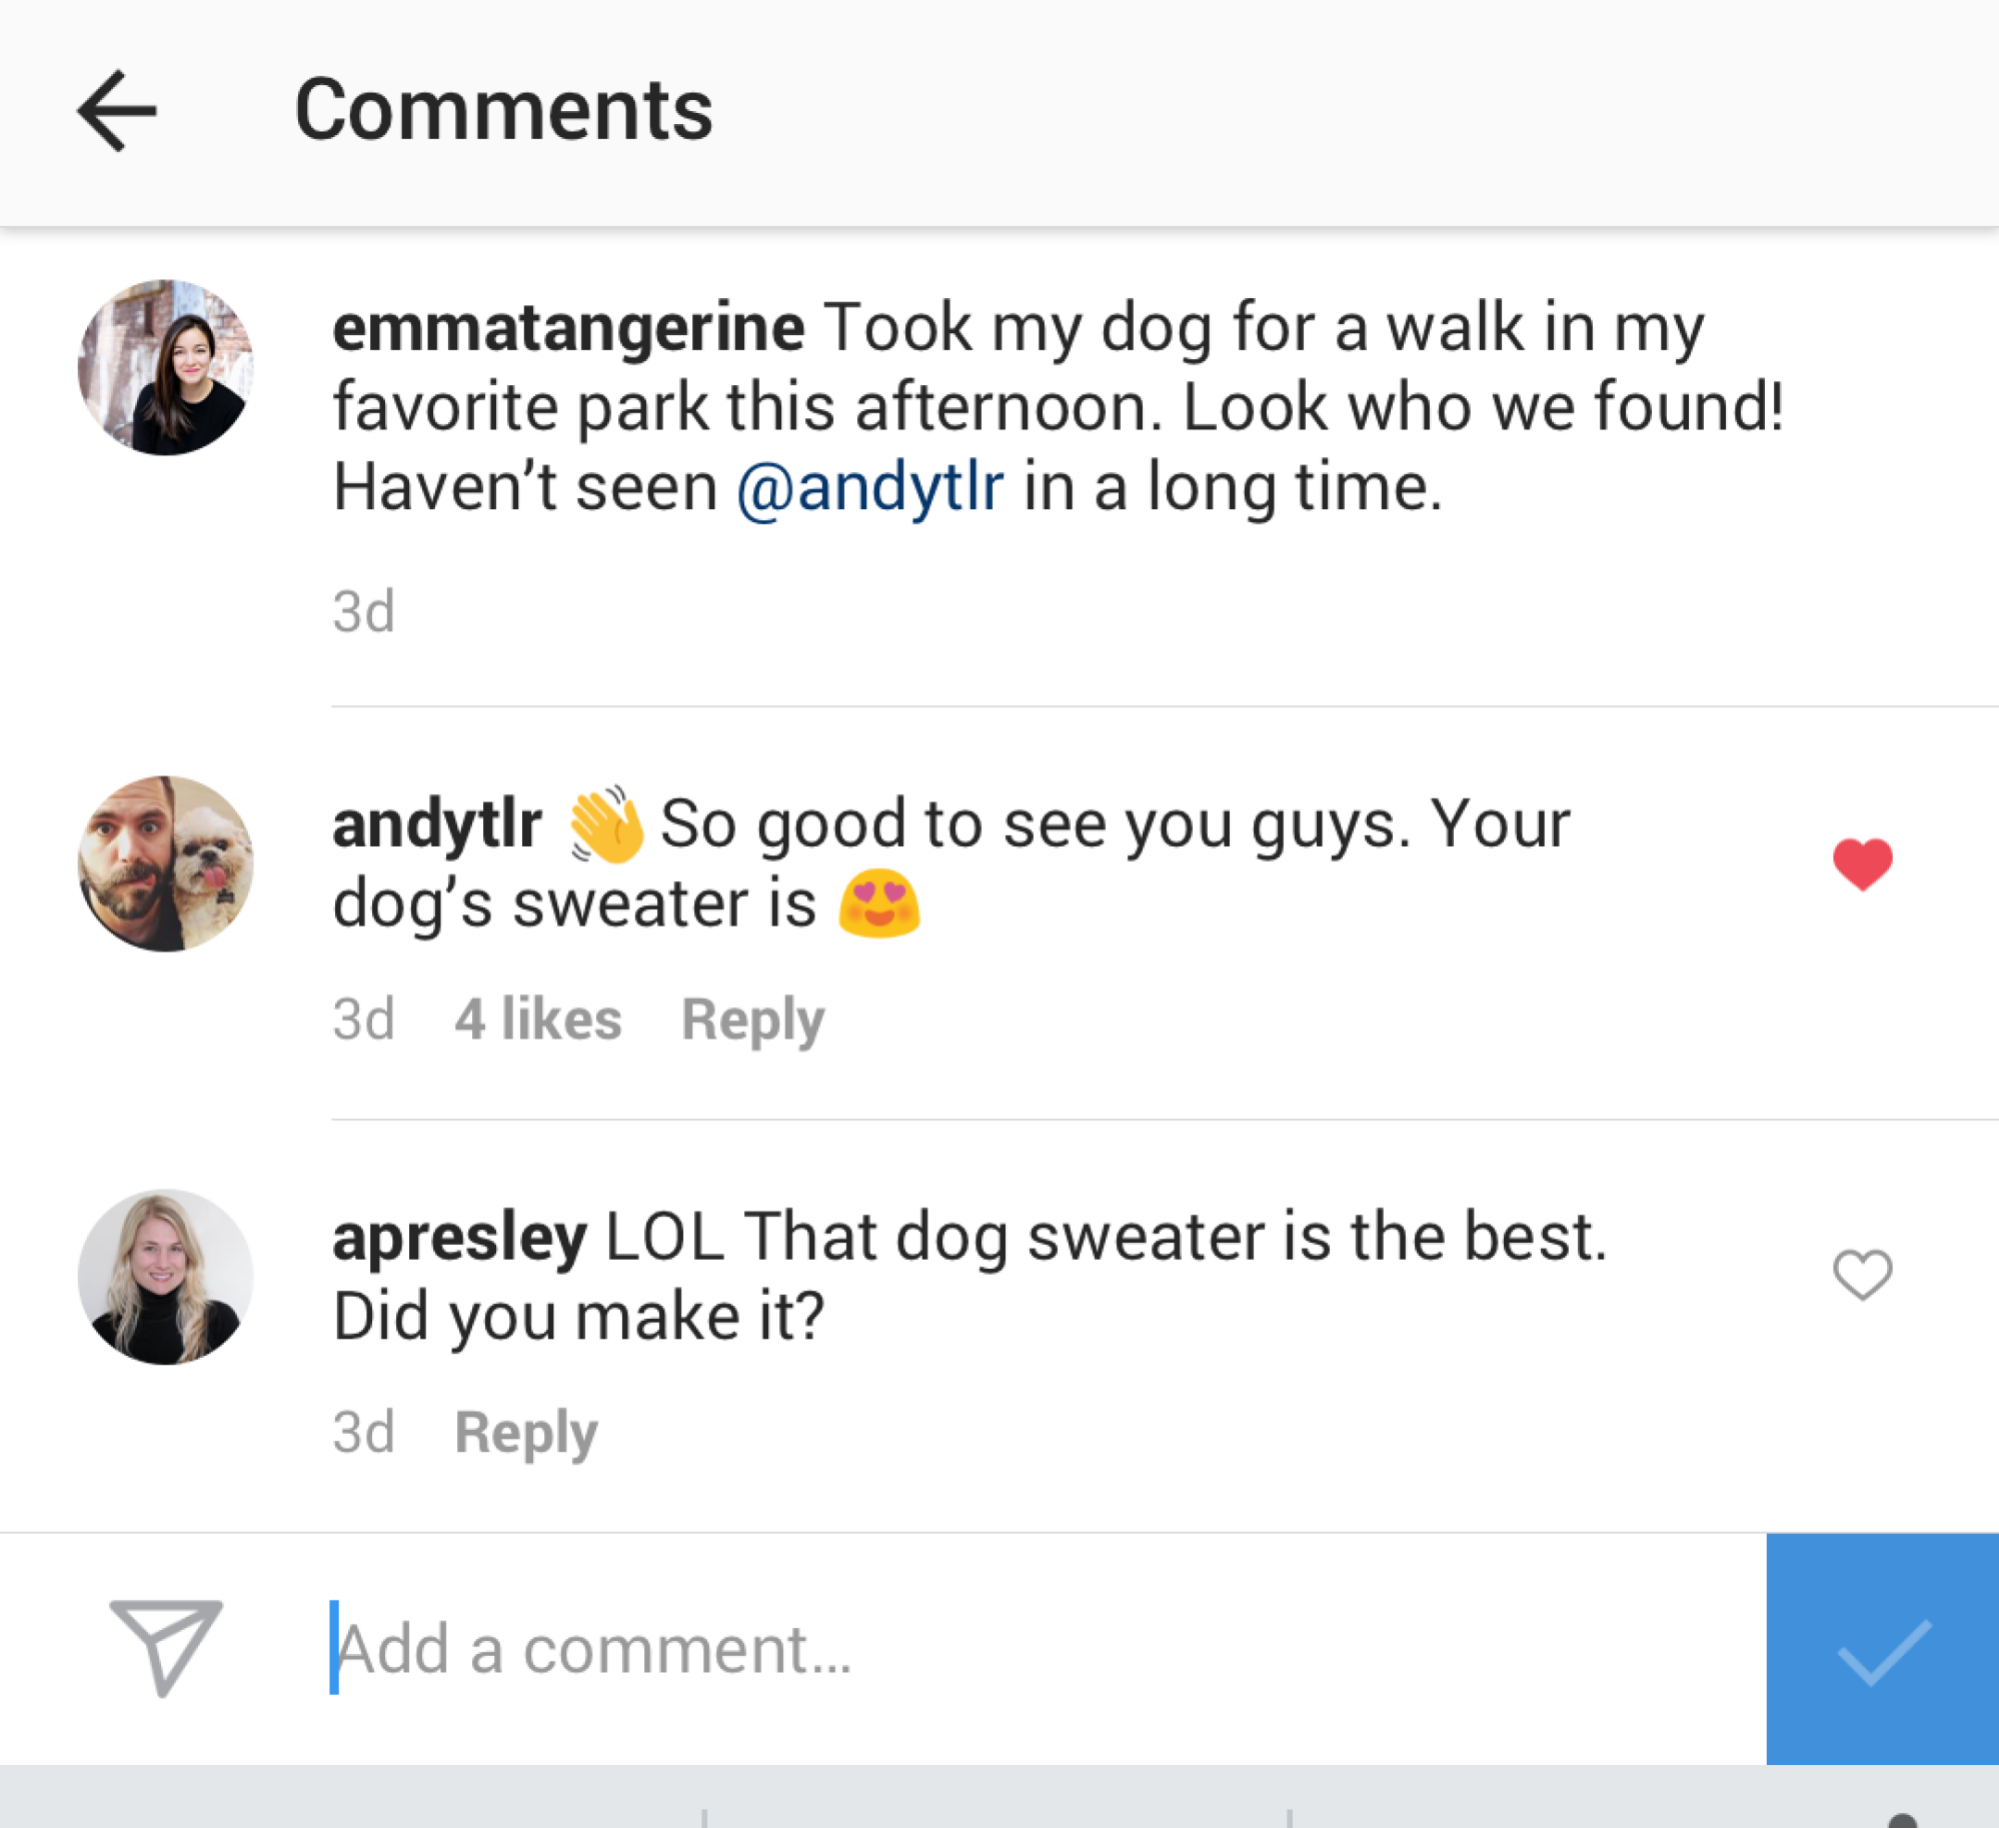 Comments
emmatangerine Took my dog for a walk in my
favorite park this afternoon. Look who we found!
Haven’t seen @andytlr in a long time.
3d
andytlr 👋 So good to see you guys. Your
dog’s sweater is 😍
3d 4 likes Reply
apresley LOL That dog sweater is the best.
Did you make it?
3d Reply
Add a comment…